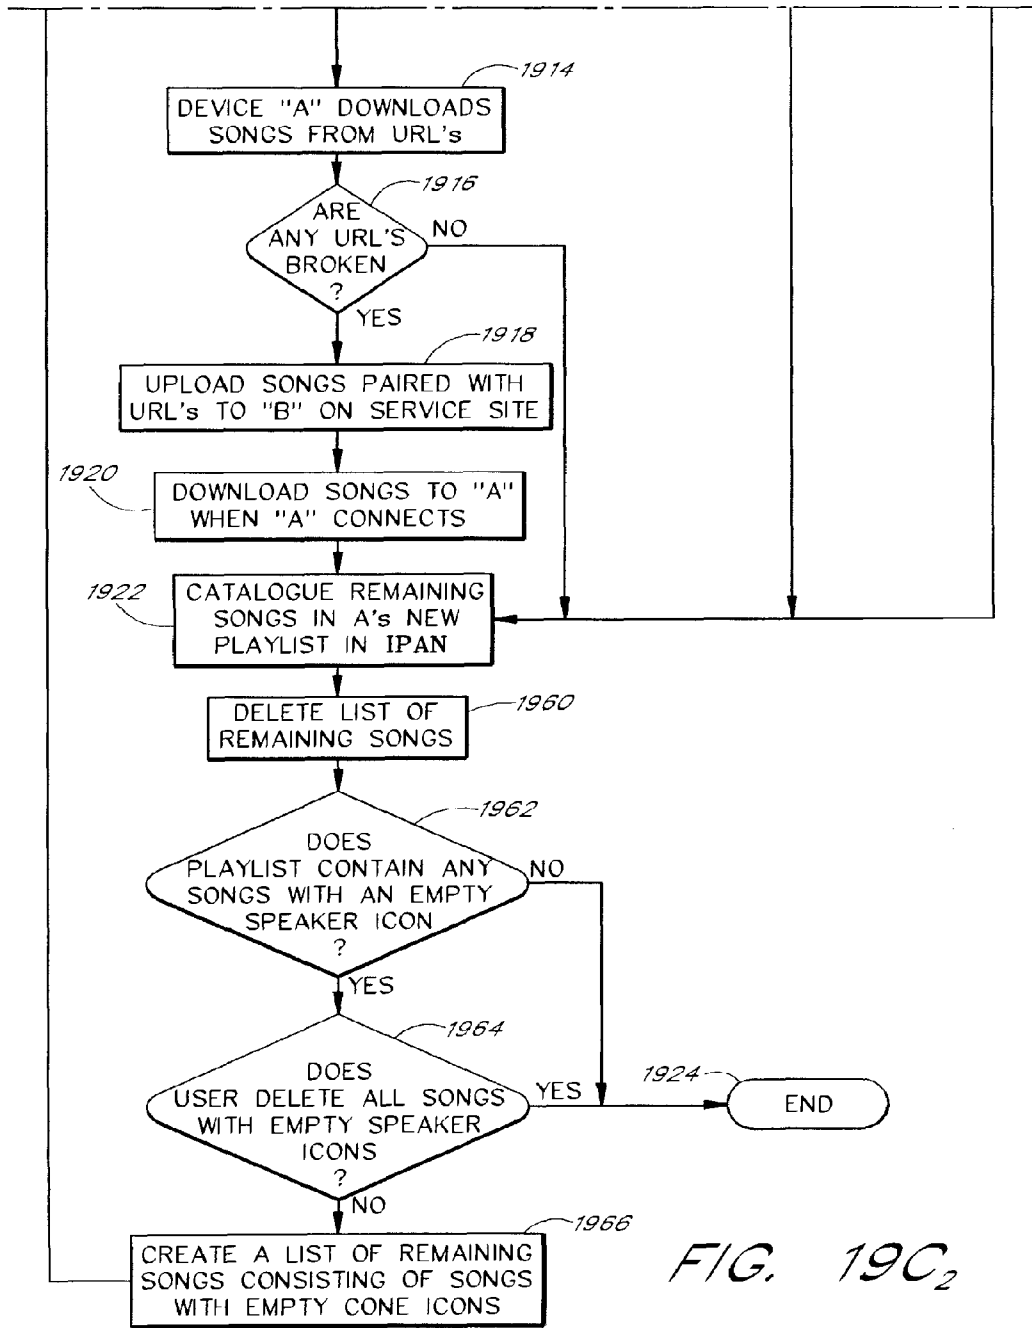 1914
DEVICE "A" DOWNLOADS
SONGS FROM URL's
1916
ARE
ANY URL'S
BROKEN
?
NO
YES
1918
UPLOAD SONGS PAIRED WITH
URL's TO "B" ON SERVICE SITE
1920
DOWNLOAD SONGS TO "A"
WHEN "A" CONNECTS
1922
CATALOGUE REMAINING
SONGS IN A's NEW
PLAYLIST IN IPAN
1960
DELETE LIST OF
REMAINING SONGS
1962
DOES
PLAYLIST CONTAIN ANY
SONGS WITH AN EMPTY
SPEAKER ICON
?
NO
YES
1964
DOES
USER DELETE ALL SONGS
WITH EMPTY SPEAKER
ICONS
?
YES
1924
END
NO
1966
CREATE A LIST OF REMAINING
SONGS CONSISTING OF SONGS
WITH EMPTY CONE ICONS
FIG. 19C2